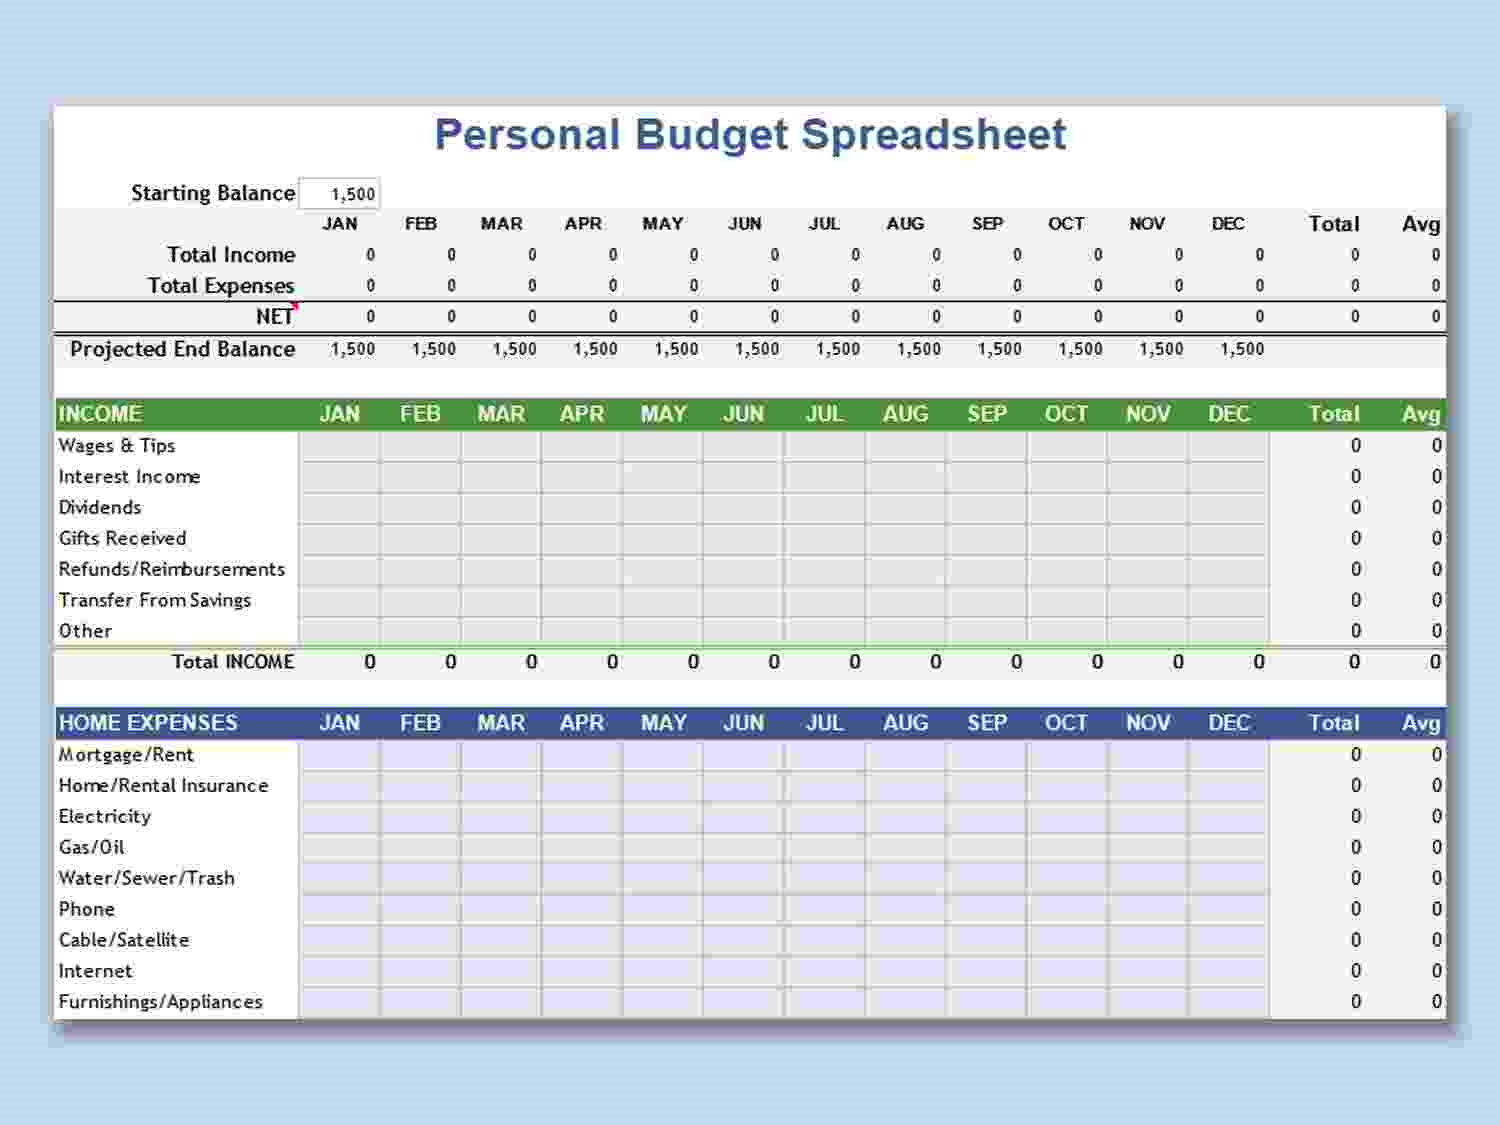 Personal Budget Spreadsheet
Starting Balance 1,500
JAN FEB MAR APR MAY JUN JUL AUG SEP OCT NOV DEC Total Avg
Total Income 0 0 0 0 0 0 0 0 0 0 0 0 0 0
Total Expenses 0 0 0 0 0 0 0 0 0 0 0 0 0 0
NET 0 0 0 0 0 0 0 0 0 0 0 0 0 0
Projected End Balance 1,500 1,500 1,500 1,500 1,500 1,500 1,500 1,500 1,500 1,500 1,500 1,500
INCOME JAN FEB MAR APR MAY JUN JUL AUG SEP OCT NOV DEC Total Avg
Wages & Tips 0 0
Interest Income 0 0
Dividends 0 0
Gifts Received 0 0
Refunds/Reimbursements 0 0
Transfer From Savings 0 0
Other 0 0
Total INCOME 0 0 0 0 0 0 0 0 0 0 0 0 0 0
HOME EXPENSES JAN FEB MAR APR MAY JUN JUL AUG SEP OCT NOV DEC Total Avg
Mortgage/Rent 0 0
Home/Rental Insurance 0 0
Electricity 0 0
Gas/Oil 0 0
Water/Sewer/Trash 0 0
Phone 0 0
Cable/Satellite 0 0
Internet 0 0
Furnishings/Appliances 0 0